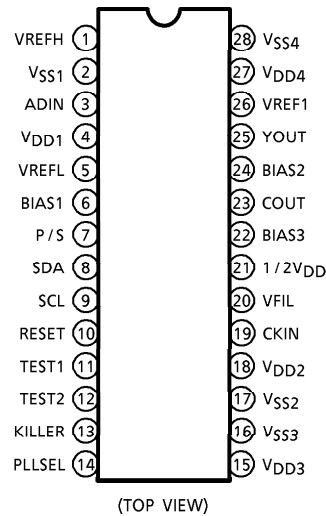 VREFH 1 28 VSS4
VSS1 2 27 VDD4
ADIN 3 26 VREF1
VDD1 4 25 YOUT
VREFL 5 24 BIAS2
BIAS1 6 23 COUT
P/S 7 22 BIAS3
SDA 8 21 1/2VDD
SCL 9 20 VFIL
RESET 10 19 CKIN
TEST1 11 18 VDD2
TEST2 12 17 VSS2
KILLER 13 16 VSS3
PLLSEL 14 15 VDD3
(TOP VIEW)